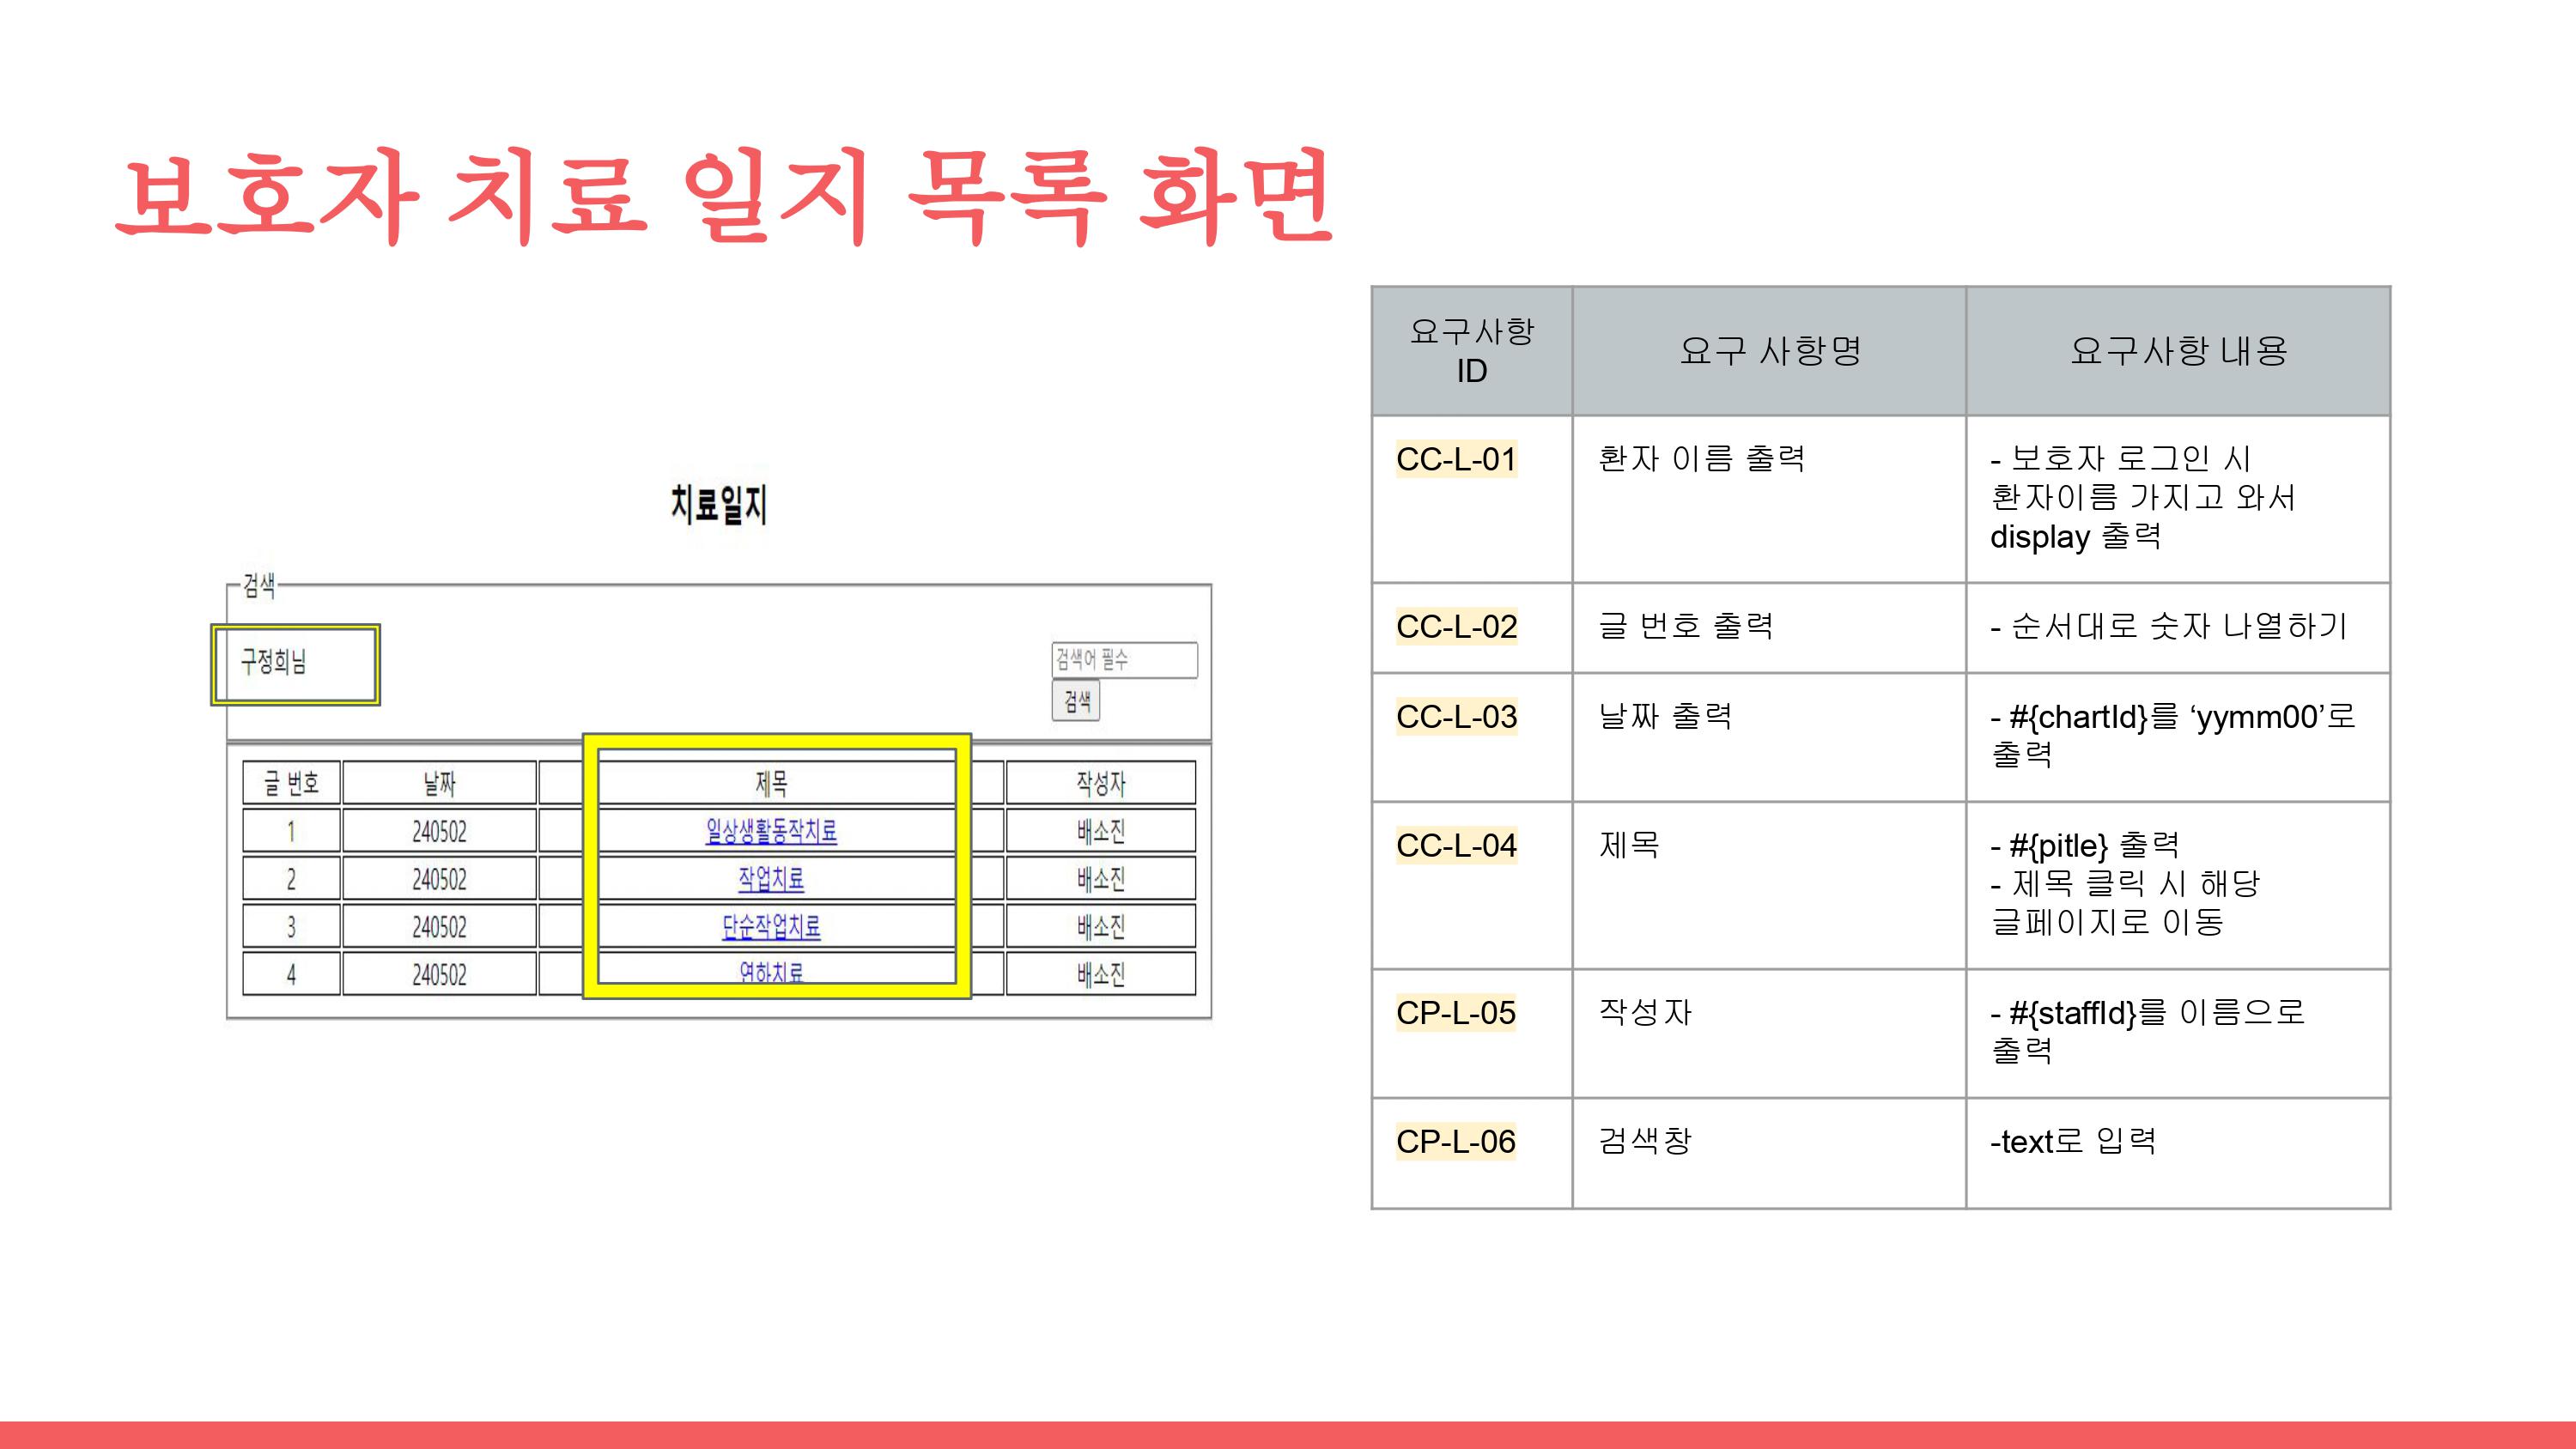 보호자 치료 일지 목록 화면
치료일지
검색
구정희님
검색어 필수
검색
글 번호 날짜 제목 작성자
1 240502 일상생활동작치료 배소진
2 240502 작업치료 배소진
3 240502 단순작업치료 배소진
4 240502 연하치료 배소진
요구사항
ID
요구 사항명
요구사항 내용
CC-L-01
환자 이름 출력
- 보호자 로그인 시
환자이름 가지고 와서
display 출력
CC-L-02
글 번호 출력
- 순서대로 숫자 나열하기
CC-L-03
날짜 출력
- #{chartId}를 ‘yymm00’로
출력
CC-L-04
제목
- #{pitle} 출력
- 제목 클릭 시 해당
글페이지로 이동
CP-L-05
작성자
- #{staffId}를 이름으로
출력
CP-L-06
검색창
-text로 입력